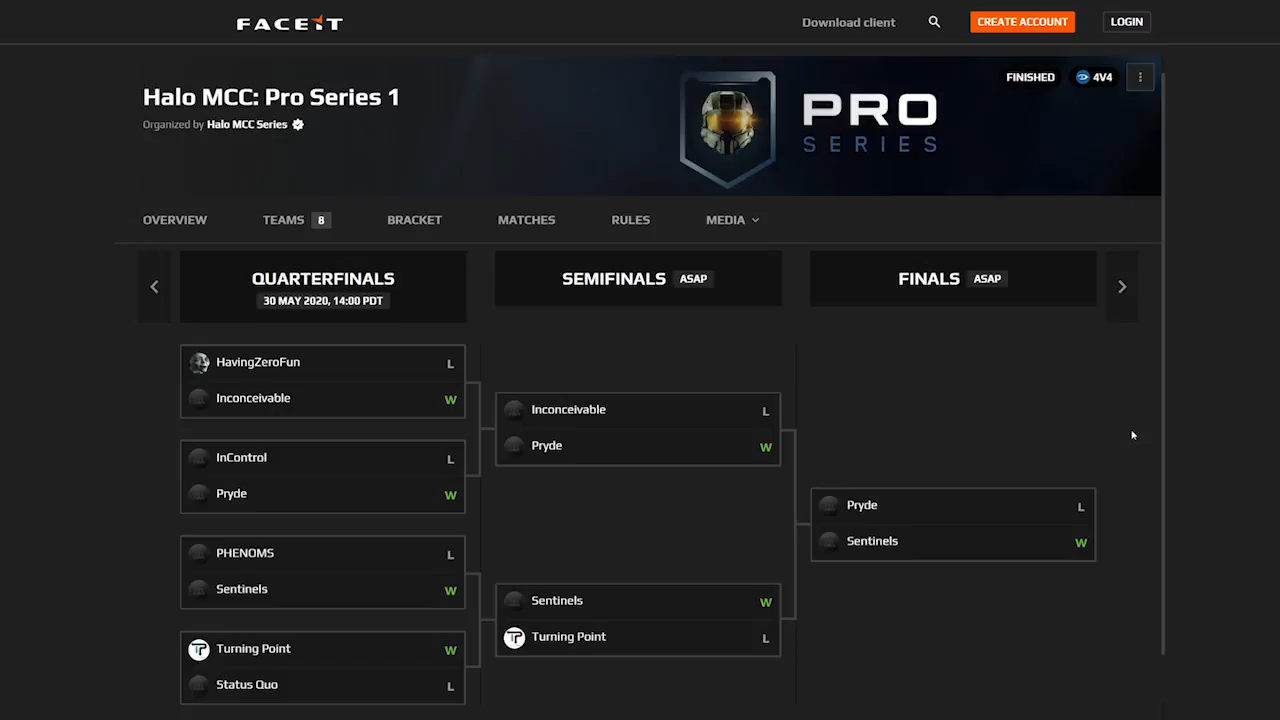 FACEIT
Download client
CREATE ACCOUNT
LOGIN
Halo MCC: Pro Series 1
Organized by Halo MCC Series
PRO
SERIES
FINISHED
4V4
OVERVIEW
TEAMS 8
BRACKET
MATCHES
RULES
MEDIA
QUARTERFINALS
30 MAY 2020, 14:00 PDT
SEMIFINALS ASAP
FINALS ASAP
HavingZeroFun L
Inconceivable W
InControl L
Pryde W
PHENOMS L
Sentinels W
TP Turning Point W
Status Quo L
Inconceivable L
Pryde W
Sentinels W
TP Turning Point L
Pryde L
Sentinels W